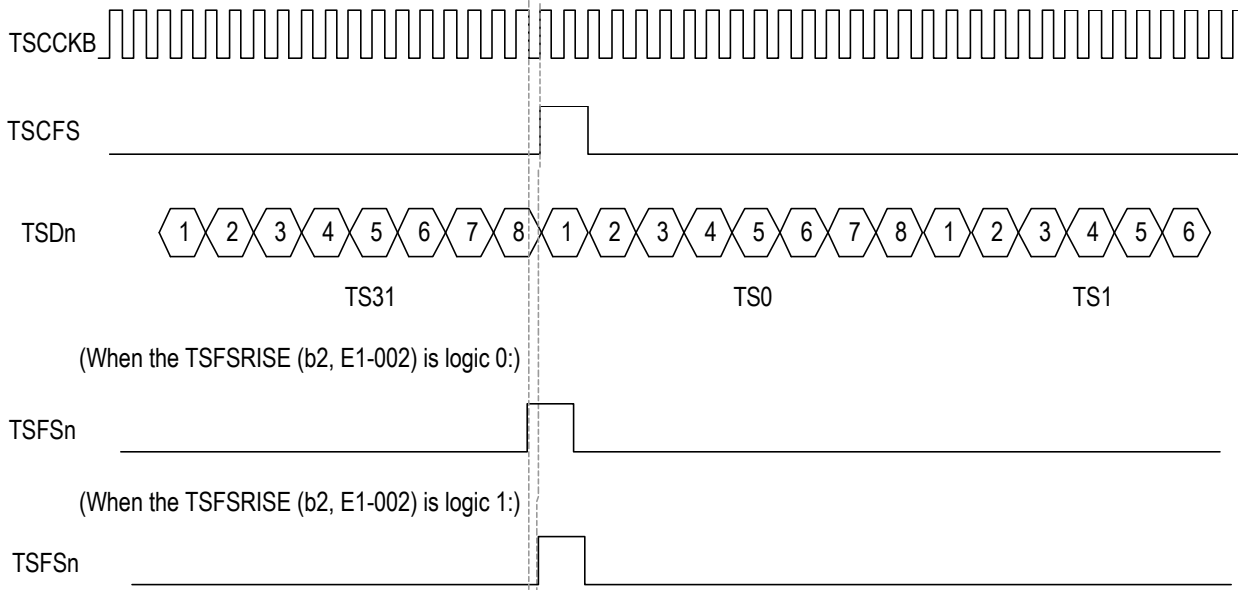 TSCCKB
TSCFS
TSDn 1 2 3 4 5 6 7 8 1 2 3 4 5 6 7 8 1 2 3 4 5 6
TS31 TS0 TS1
(When the TSFSRISE (b2, E1-002) is logic 0:)
TSFSn
(When the TSFSRISE (b2, E1-002) is logic 1:)
TSFSn